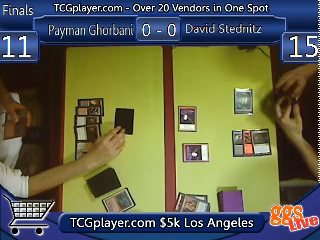 Finals
TCGplayer.com - Over 20 Vendors in One Spot
11
Payman Ghorbani
0 - 0
David Stednitz
15
TCGplayer.com $5k Los Angeles
ggs
live